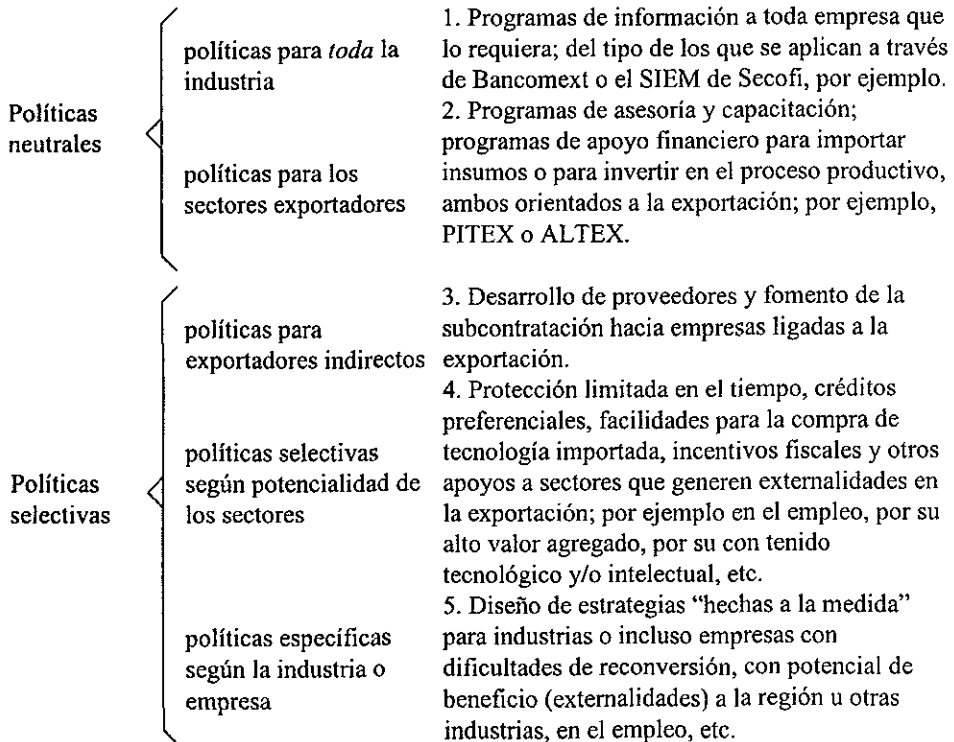 Políticas
neutrales
políticas para toda la
industria
1. Programas de información a toda empresa que
lo requiera; del tipo de los que se aplican a través
de Bancomext o el SIEM de Secofi, por ejemplo.
políticas para los
sectores exportadores
2. Programas de asesoría y capacitación;
programas de apoyo financiero para importar
insumos o para invertir en el proceso productivo,
ambos orientados a la exportación; por ejemplo,
PITEX o ALTEX.
Políticas
selectivas
políticas para
exportadores indirectos
3. Desarrollo de proveedores y fomento de la
subcontratación hacia empresas ligadas a la
exportación.
políticas selectivas
según potencialidad de
los sectores
4. Protección limitada en el tiempo, créditos
preferenciales, facilidades para la compra de
tecnología importada, incentivos fiscales y otros
apoyos a sectores que generen externalidades en
la exportación; por ejemplo en el empleo, por su
alto valor agregado, por su con tenido
tecnológico y/o intelectual, etc.
políticas específicas
según la industria o
empresa
5. Diseño de estrategias “hechas a la medida”
para industrias o incluso empresas con
dificultades de reconversión, con potencial de
beneficio (externalidades) a la región u otras
industrias, en el empleo, etc.